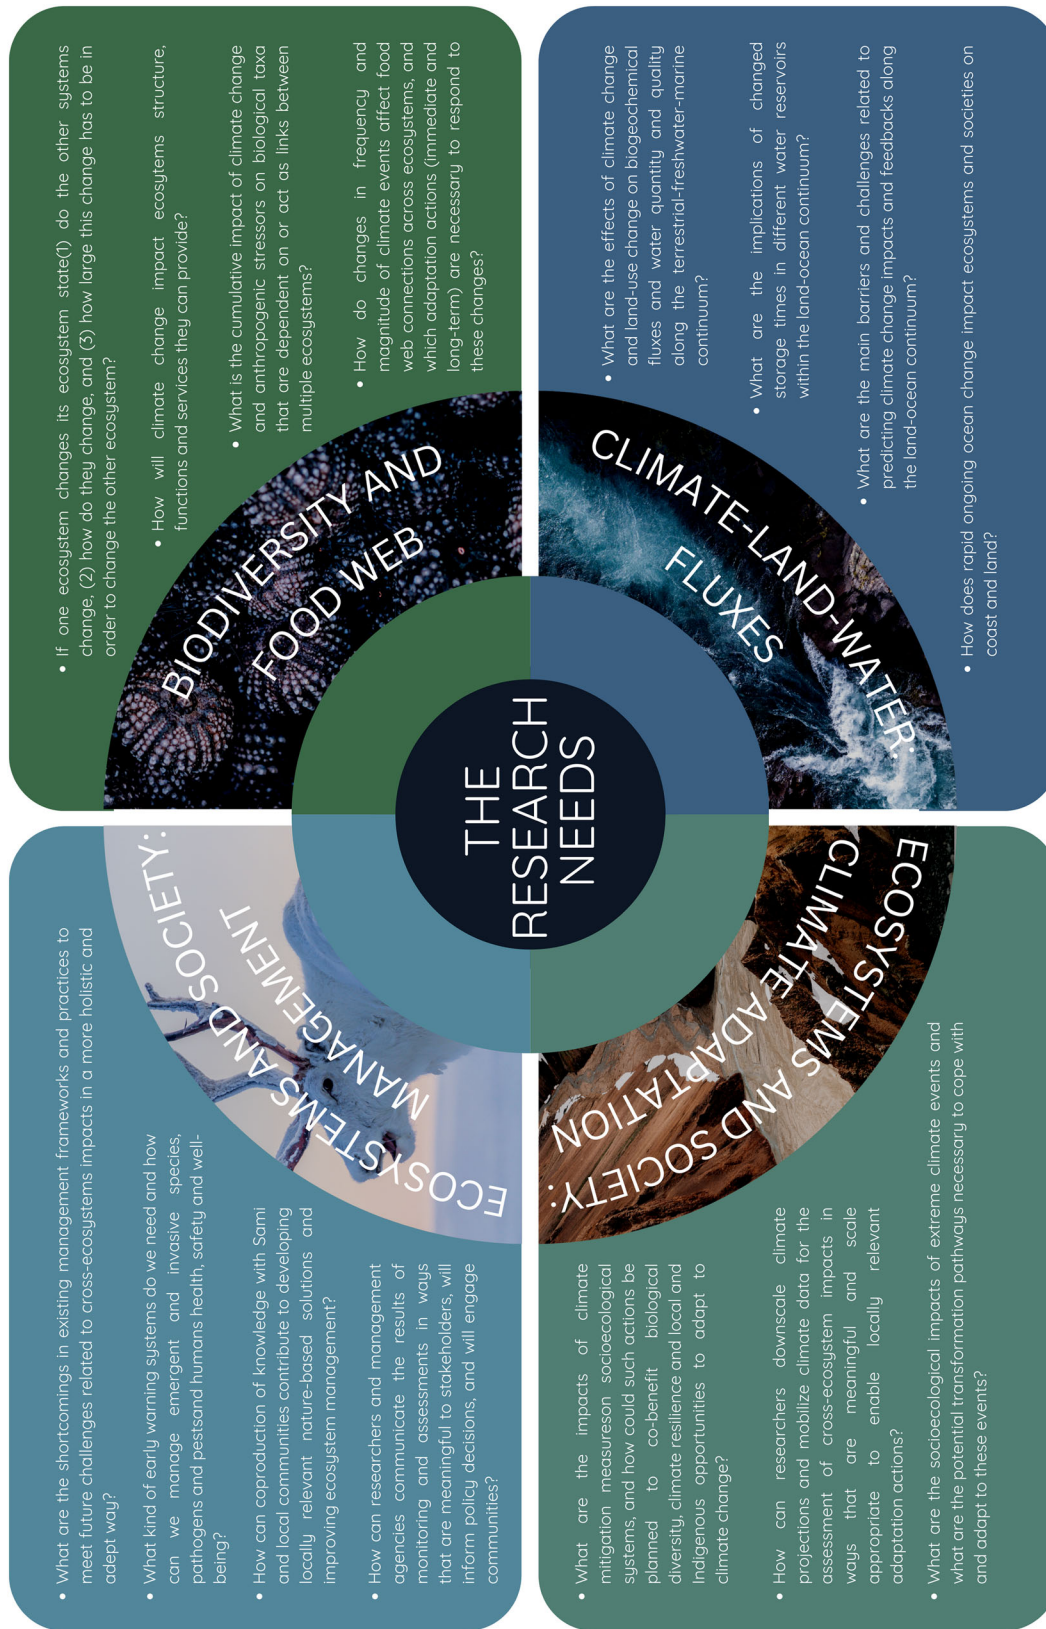 • What are the shortcomings in existing management frameworks and practices to
meet future challenges related to cross-ecosystems impacts in a more holistic and
adept way?
• What kind of early warning systems do we need and how
can we manage emergent and invasive species,
pathogens and pestsand humans health, safety and well-
being?
• How can coproduction of knowledge with Sami
and local communities contribute to developing
locally relevant nature-based solutions and
improving ecosystem management?
• How can researchers and management
agencies communicate the results of
monitoring and assessments in ways
that are meaningful to stakeholders, will
inform policy decisions, and will engage
communities?
ECOSYSTEMS AND SOCIETY:
MANAGEMENT
• If one ecosystem changes its ecosystem state(1) do the other systems
change, (2) how do they change, and (3) how large this change has to be in
order to change the other ecosystem?
• How will climate change impact ecosytems structure,
functions and services they can provide?
• What is the cumulative impact of climate change
and anthropogenic stressors on biological taxa
that are dependent on or act as links between
multiple ecosystems?
• How do changes in frequency and
magnitude of climate events affect food
web connections across ecosystems, and
which adaptation actions (immediate and
long-term) are necessary to respond to
these changes?
BIODIVERSITY AND
FOOD WEB
THE
RESEARCH
NEEDS
• What are the impacts of climate
mitigation measureson socioecological
systems, and how could such actions be
planned to co-benefit biological
diversity, climate resilience and local and
Indigenous opportunities to adapt to
climate change?
• How can researchers downscale climate
projections and mobilize climate data for the
assessment of cross-ecosystem impacts in
ways that are meaningful and scale
appropriate to enable locally relevant
adaptation actions?
• What are the socioecological impacts of extreme climate events and
what are the potential transformation pathways necessary to cope with
and adapt to these events?
ECOSYSTEMS AND SOCIETY:
CLIMATE ADAPTATION
• What are the effects of climate change
and land-use change on biogeochemical
fluxes and water quantity and quality
along the terrestrial-freshwater-marine
continuum?
• What are the implications of changed
storage times in different water reservoirs
within the land-ocean continuum?
• What are the main barriers and challenges related to
predicting climate change impacts and feedbacks along
the land-ocean continuum?
• How does rapid ongoing ocean change impact ecosystems and societies on
coast and land?
CLIMATE-LAND-WATER:
FLUXES